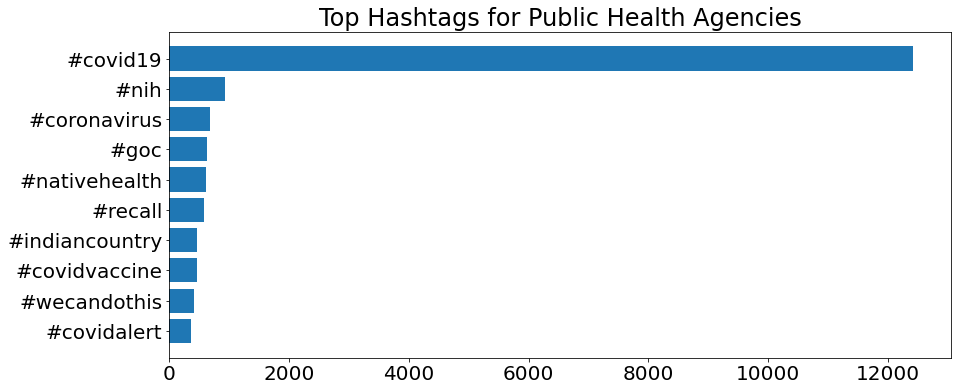 Top Hashtags for Public Health Agencies
#covid19
#nih
#coronavirus
#goc
#nativehealth
#recall
#indiancountry
#covidvaccine
#wecandothis
#covidalert
0 2000 4000 6000 8000 10000 12000